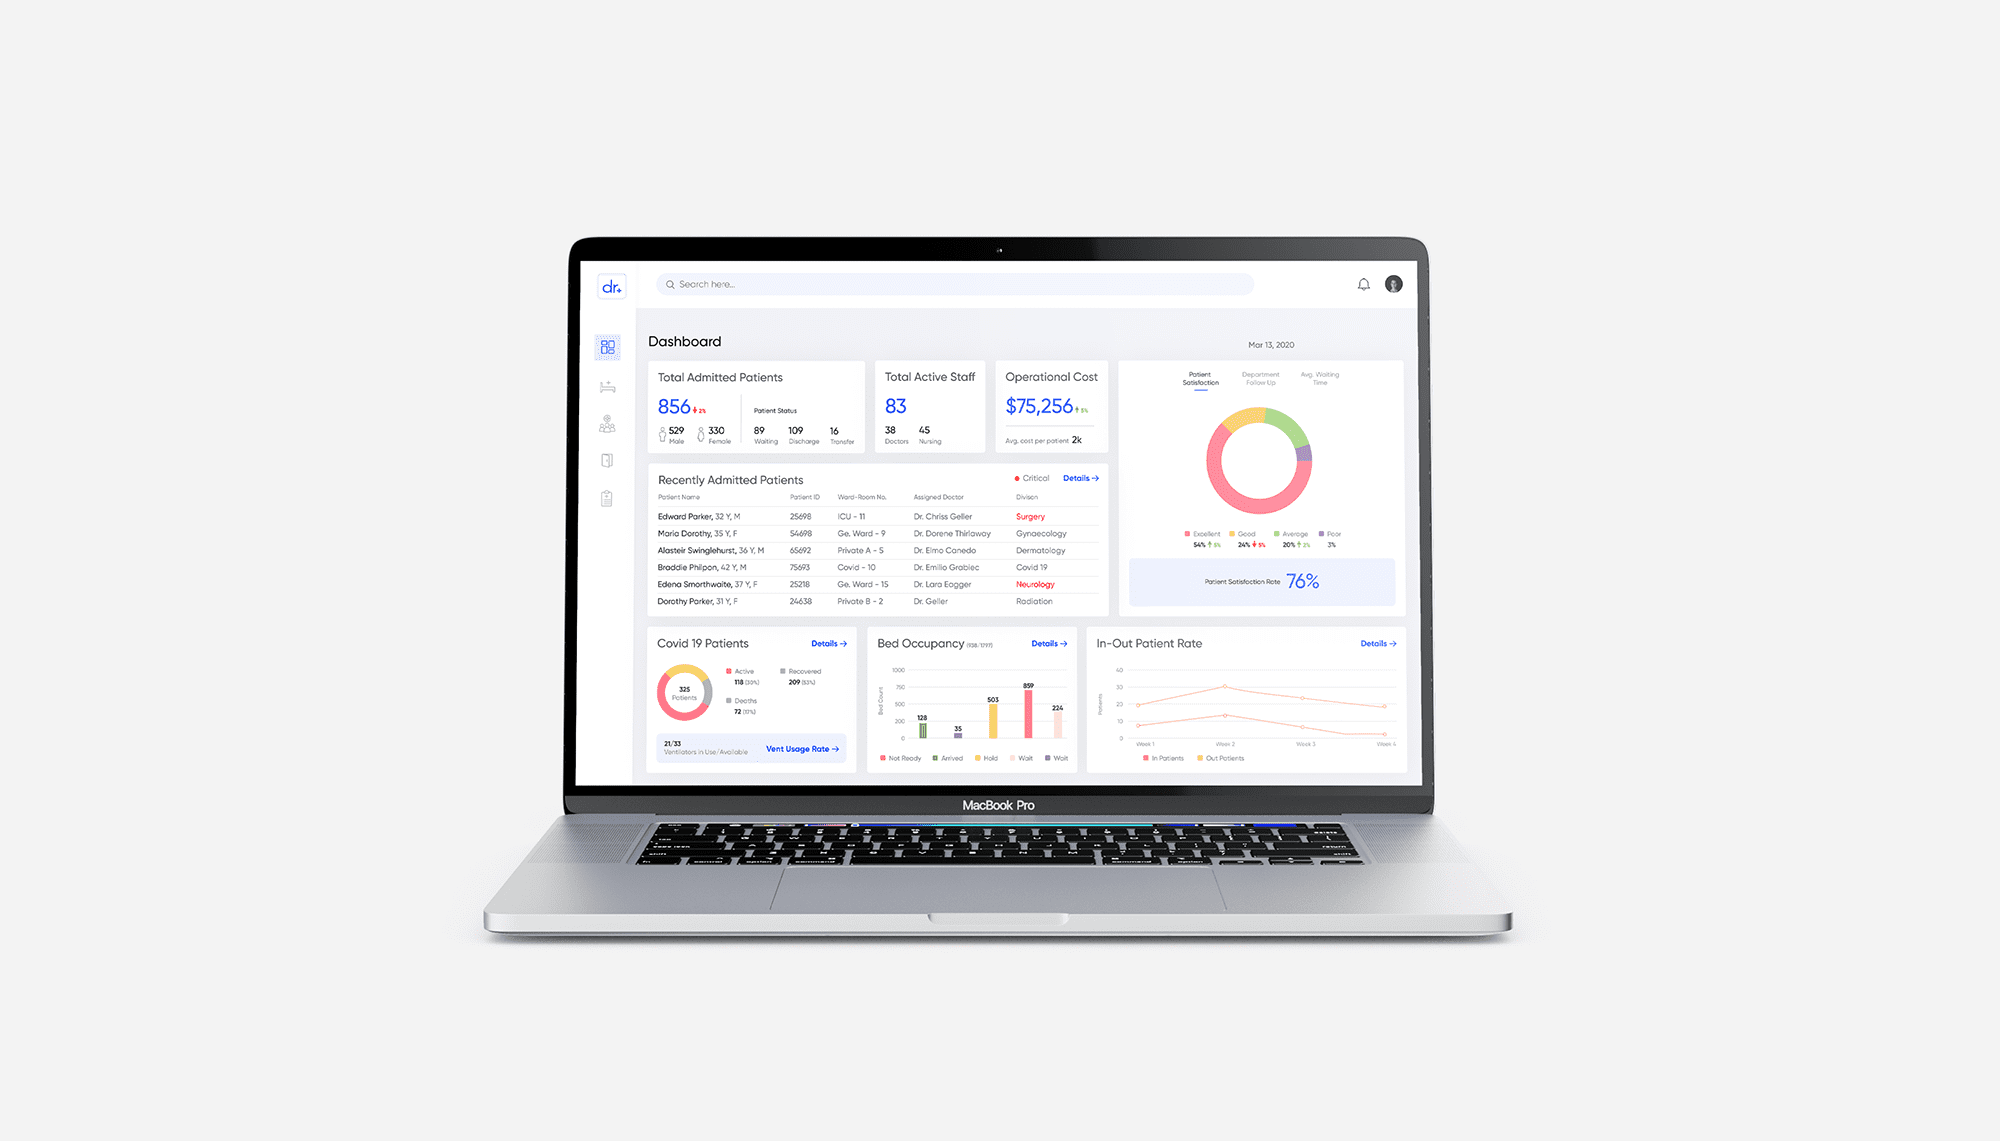 dr+
Search here...
Dashboard
Mar 13, 2020
Total Admitted Patients
856 2%
529 Male
330 Female
Patient Status
89 Waiting
109 Discharge
16 Transfer
Total Active Staff
83
38 Doctors
45 Nursing
Operational Cost
$75,256 5%
Avg. cost per patient 2k
Patient Satisfaction
Department Follow Up
Avg. Waiting Time
Excellent Good Average Poor
54% 5% 24% 5% 20% 2% 3%
Patient Satisfaction Rate 76%
Recently Admitted Patients
Critical Details →
Patient Name Patient ID Ward-Room No. Assigned Doctor Divison
Edward Parker, 32 Y, M 25698 ICU - 11 Dr. Chriss Geller Surgery
Maria Dorothy, 35 Y, F 54698 Ge. Ward - 9 Dr. Dorene Thirlaway Gynaecology
Alasteir Swinglehurst, 36 Y, M 65692 Private A - 5 Dr. Elmo Canedo Dermatology
Braddie Philpon, 42 Y, M 75693 Covid - 10 Dr. Emilio Grabiec Covid 19
Edena Smorthwaite, 37 Y, F 25218 Ge. Ward - 15 Dr. Lara Eogger Neurology
Dorothy Parker, 31 Y, F 24638 Private B - 2 Dr. Geller Radiation
Covid 19 Patients Details →
325 Patients
Active
118 (30%)
Recovered
209 (53%)
Deaths
72 (17%)
21/33
Ventilators in Use/Available
Vent Usage Rate →
Bed Occupancy (938/1797) Details →
Bed Count
1000
750
500
200
0
128
35
503
859
224
Not Ready Arrived Hold Wait Wait
In-Out Patient Rate Details →
Patients
40
30
20
10
0
Week 1 Week 2 Week 3 Week 4
In Patients Out Patients
MacBook Pro